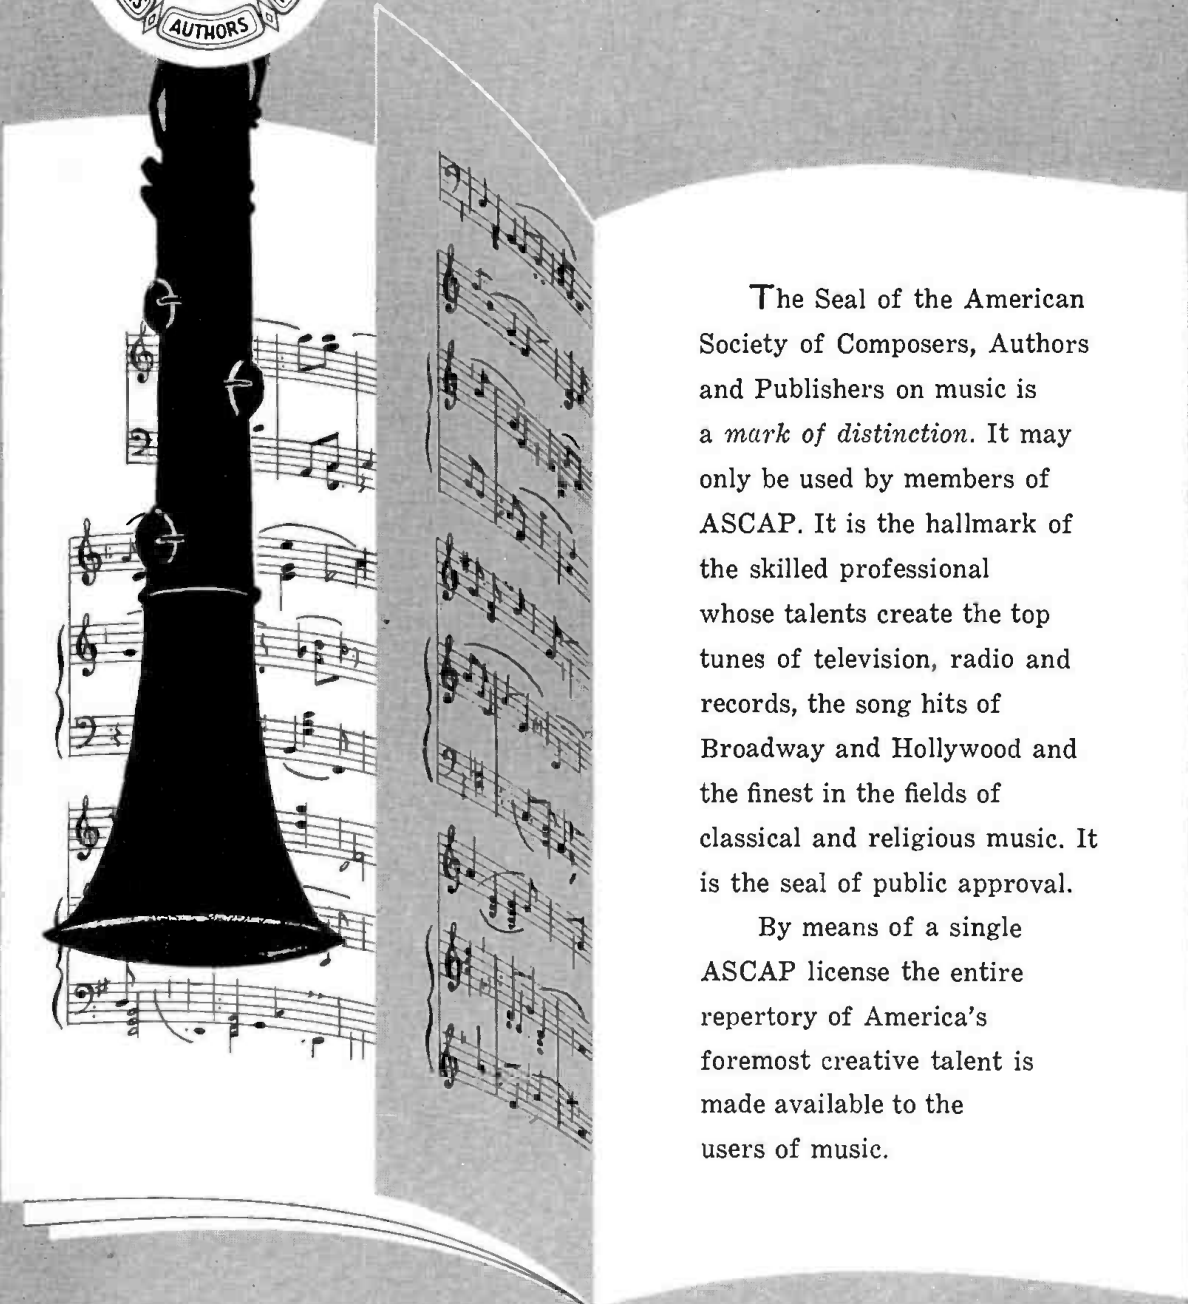 AUTHORS
The Seal of the American
Society of Composers, Authors
and Publishers on music is
a mark of distinction. It may
only be used by members of
ASCAP. It is the hallmark of
the skilled professional
whose talents create the top
tunes of television, radio and
records, the song hits of
Broadway and Hollywood and
the finest in the fields of
classical and religious music. It
is the seal of public approval.
By means of a single
ASCAP license the entire
repertory of America's
foremost creative talent is
made available to the
users of music.